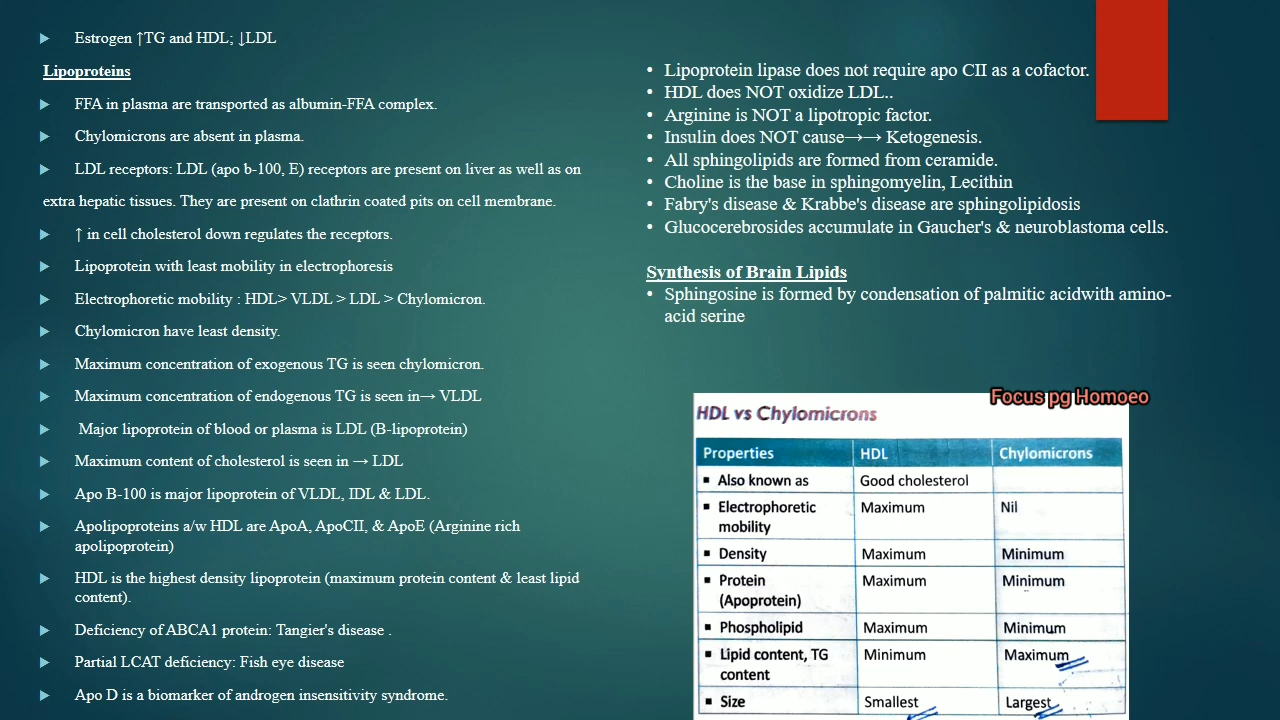 Estrogen ↑TG and HDL; ↓LDL
Lipoproteins
FFA in plasma are transported as albumin-FFA complex.
Chylomicrons are absent in plasma.
LDL receptors: LDL (apo b-100, E) receptors are present on liver as well as on
extra hepatic tissues. They are present on clathrin coated pits on cell membrane.
↑ in cell cholesterol down regulates the receptors.
Lipoprotein with least mobility in electrophoresis
Electrophoretic mobility : HDL> VLDL > LDL > Chylomicron.
Chylomicron have least density.
Maximum concentration of exogenous TG is seen chylomicron.
Maximum concentration of endogenous TG is seen in→ VLDL
Major lipoprotein of blood or plasma is LDL (B-lipoprotein)
Maximum content of cholesterol is seen in → LDL
Apo B-100 is major lipoprotein of VLDL, IDL & LDL.
Apolipoproteins a/w HDL are ApoA, ApoCII, & ApoE (Arginine rich
apolipoprotein)
HDL is the highest density lipoprotein (maximum protein content & least lipid
content).
Deficiency of ABCA1 protein: Tangier's disease .
Partial LCAT deficiency: Fish eye disease
Apo D is a biomarker of androgen insensitivity syndrome.
• Lipoprotein lipase does not require apo CII as a cofactor.
• HDL does NOT oxidize LDL..
• Arginine is NOT a lipotropic factor.
• Insulin does NOT cause→→ Ketogenesis.
• All sphingolipids are formed from ceramide.
• Choline is the base in sphingomyelin, Lecithin
• Fabry's disease & Krabbe's disease are sphingolipidosis
• Glucocerebrosides accumulate in Gaucher's & neuroblastoma cells.
Synthesis of Brain Lipids
• Sphingosine is formed by condensation of palmitic acidwith amino-
acid serine
Focus pg Homoeo
HDL vs Chylomicrons
Properties HDL Chylomicrons
▪ Also known as Good cholesterol
▪ Electrophoretic Maximum Nil
mobility
▪ Density Maximum Minimum
▪ Protein Maximum Minimum
(Apoprotein)
▪ Phospholipid Maximum Minimum
▪ Lipid content, TG Minimum Maximum
content
▪ Size Smallest Largest